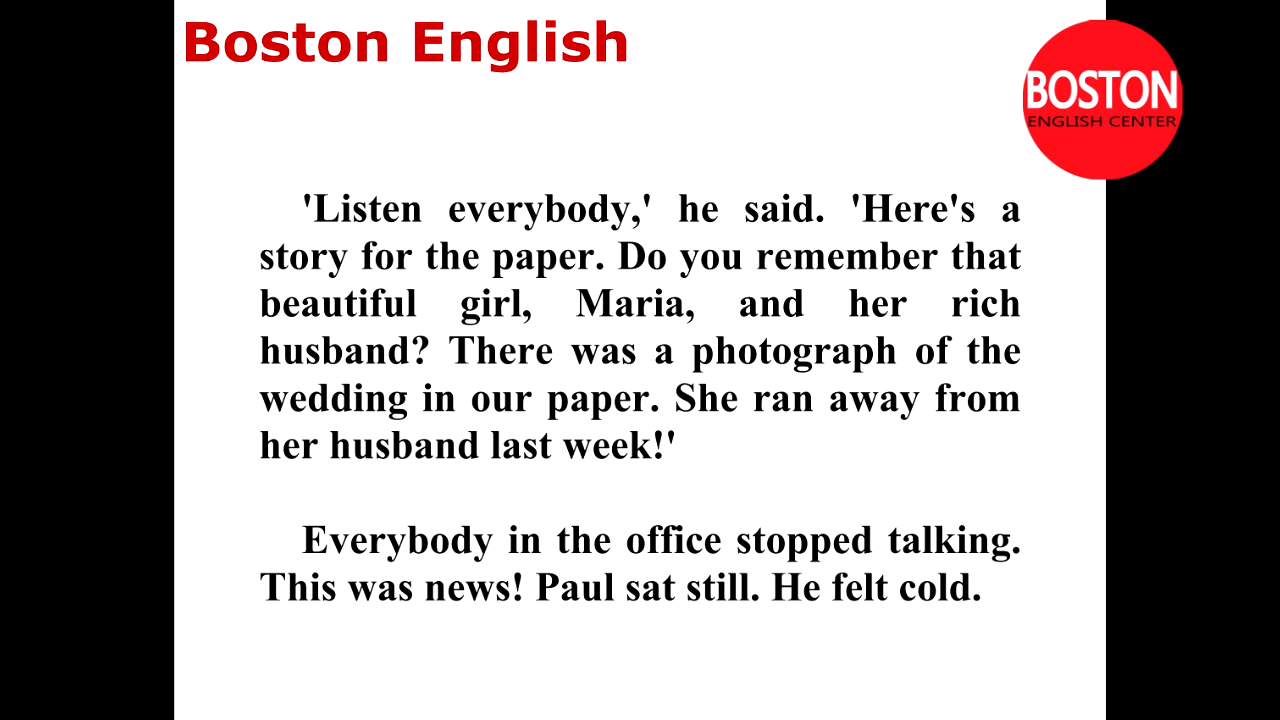 Boston English
BOSTON
ENGLISH CENTER
'Listen everybody,' he said. 'Here's a
story for the paper. Do you remember that
beautiful girl, Maria, and her rich
husband? There was a photograph of the
wedding in our paper. She ran away from
her husband last week!'
Everybody in the office stopped talking.
This was news! Paul sat still. He felt cold.